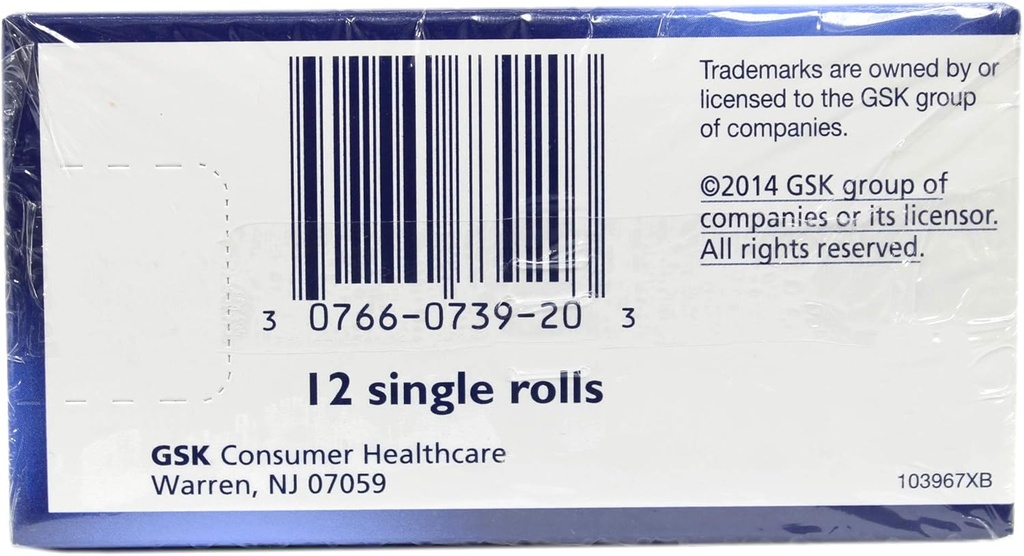 Trademarks are owned by or
licensed to the GSK group
of companies.
©2014 GSK group of
companies or its licensor.
All rights reserved.
3 0766-0739-20 3
12 single rolls
GSK Consumer Healthcare
Warren, NJ 07059
103967XB